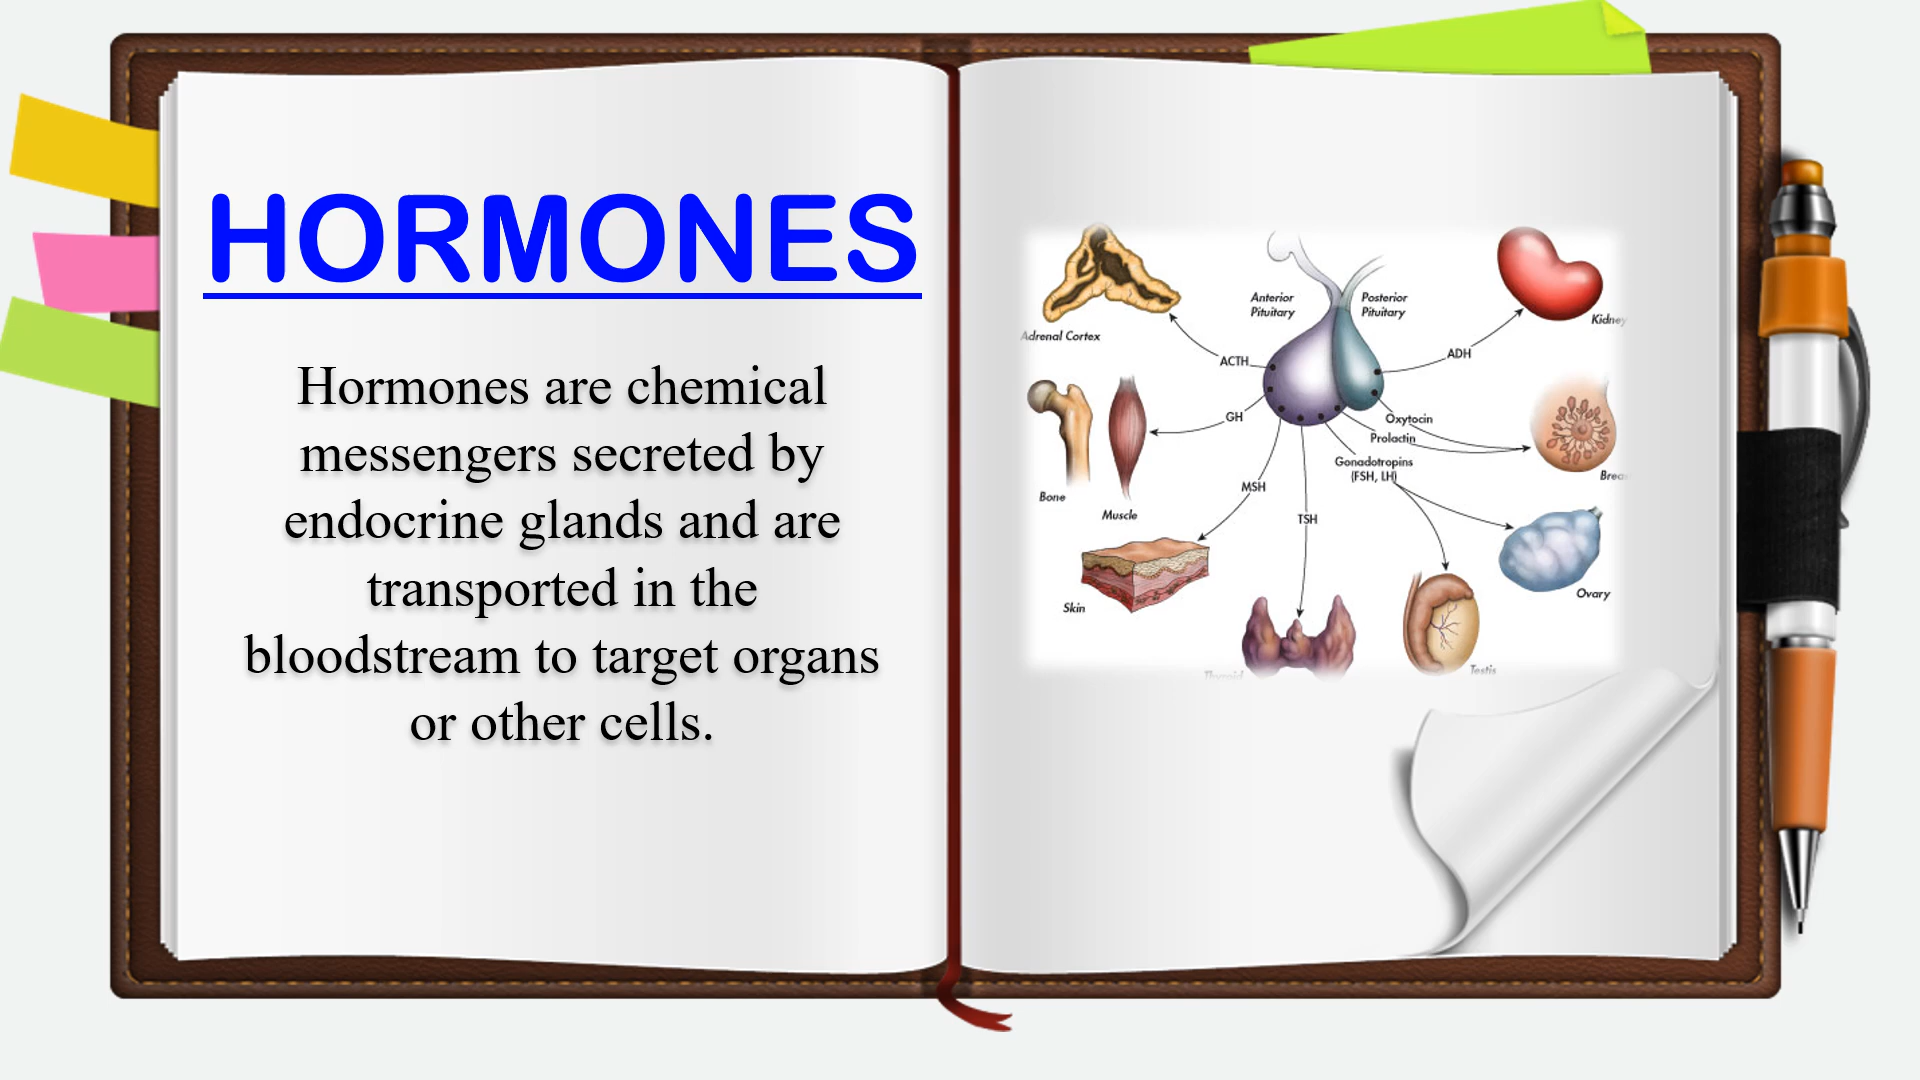 HORMONES
Hormones are chemical
messengers secreted by
endocrine glands and are
transported in the
bloodstream to target organs
or other cells.
Anterior
Pituitary
Posterior
Pituitary
Adrenal Cortex
Kidney
ACTH
ADH
GH
Oxytocin
Prolactin
Gonadotropins
(FSH, LH)
MSH
TSH
Bone
Muscle
Skin
Ovary
Thyroid
Testis